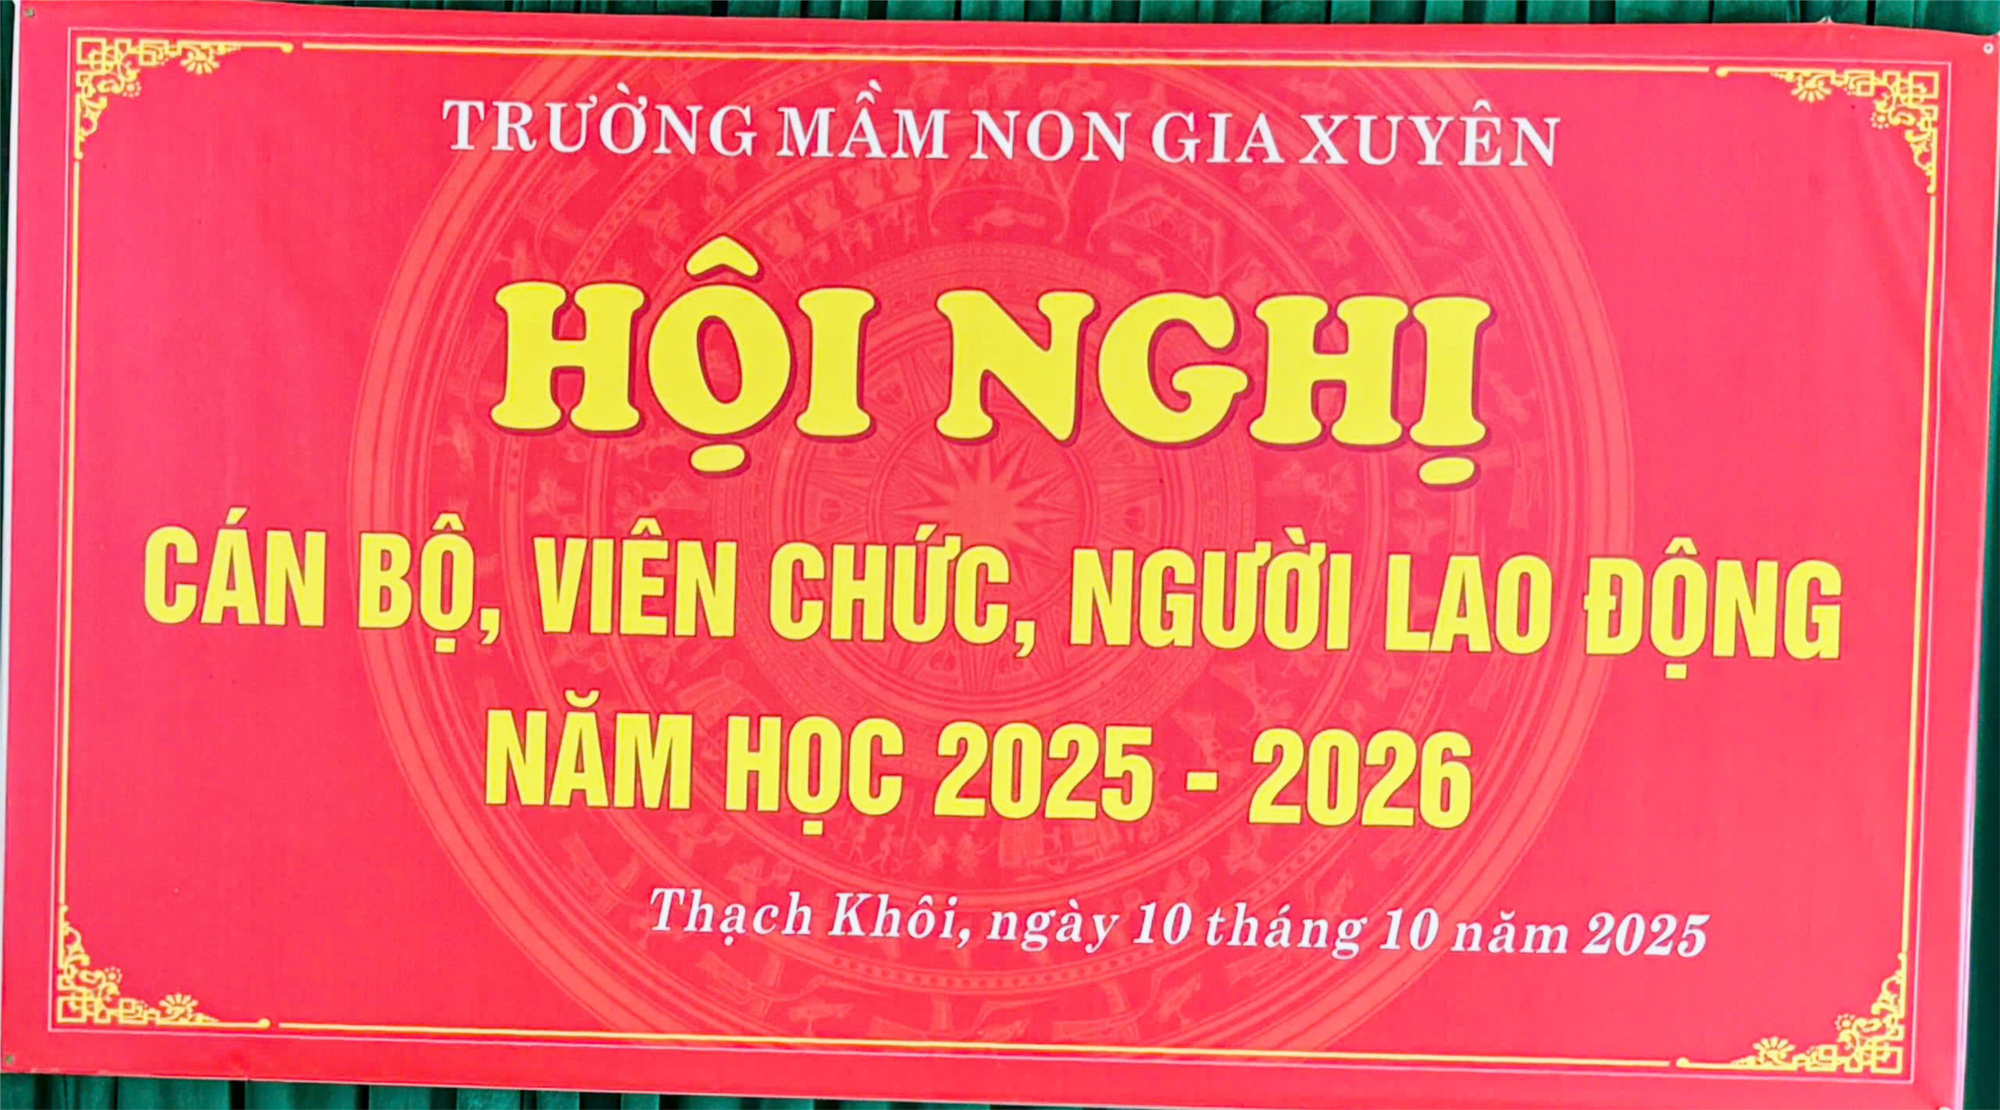 TRƯỜNG MẦM NON GIA XUYÊN
HỘI NGHỊ
CÁN BỘ, VIÊN CHỨC, NGƯỜI LAO ĐỘNG
NĂM HỌC 2025 - 2026
Thạch Khôi, ngày 10 tháng 10 năm 2025